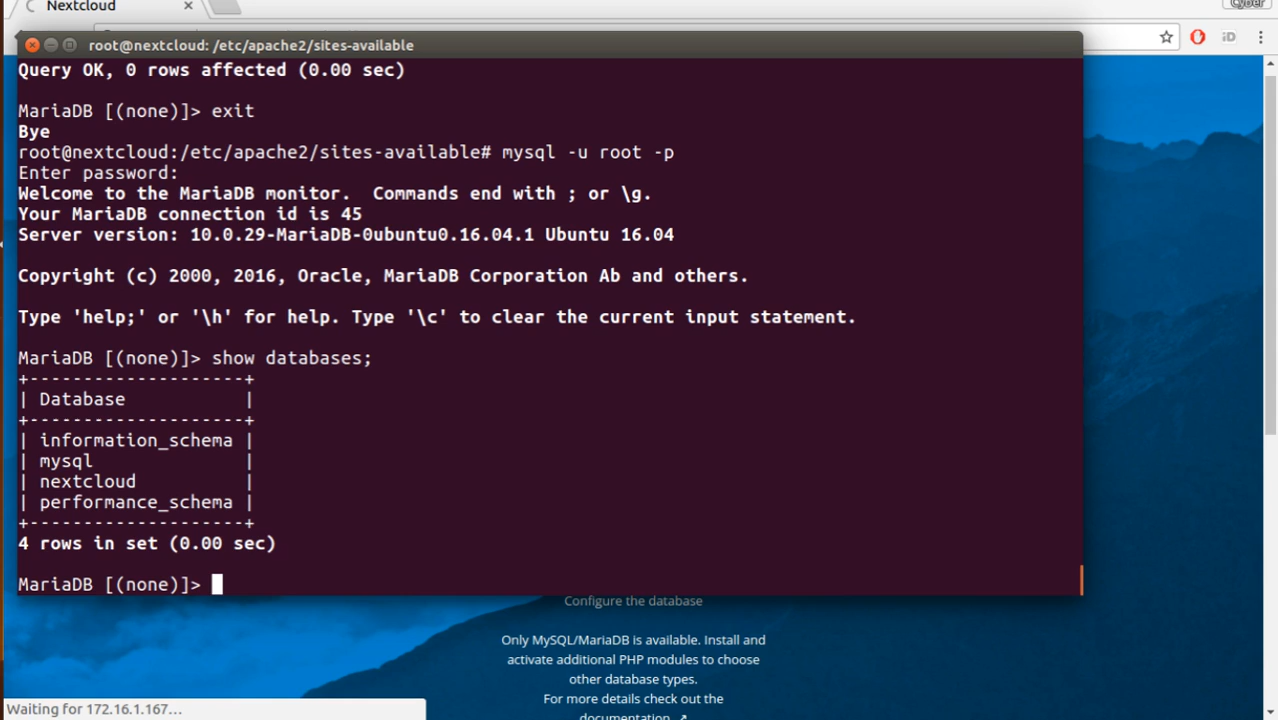 Nextcloud
Cyber
root@nextcloud: /etc/apache2/sites-available
Query OK, 0 rows affected (0.00 sec)
MariaDB [(none)]> exit
Bye
root@nextcloud:/etc/apache2/sites-available# mysql -u root -p
Enter password:
Welcome to the MariaDB monitor.  Commands end with ; or \g.
Your MariaDB connection id is 45
Server version: 10.0.29-MariaDB-0ubuntu0.16.04.1 Ubuntu 16.04
Copyright (c) 2000, 2016, Oracle, MariaDB Corporation Ab and others.
Type 'help;' or '\h' for help. Type '\c' to clear the current input statement.
MariaDB [(none)]> show databases;
+--------------------+
| Database           |
+--------------------+
| information_schema |
| mysql              |
| nextcloud          |
| performance_schema |
+--------------------+
4 rows in set (0.00 sec)
MariaDB [(none)]>
Configure the database
Only MySQL/MariaDB is available. Install and
activate additional PHP modules to choose
other database types.
For more details check out the
documentation. ↗
Waiting for 172.16.1.167...
iD